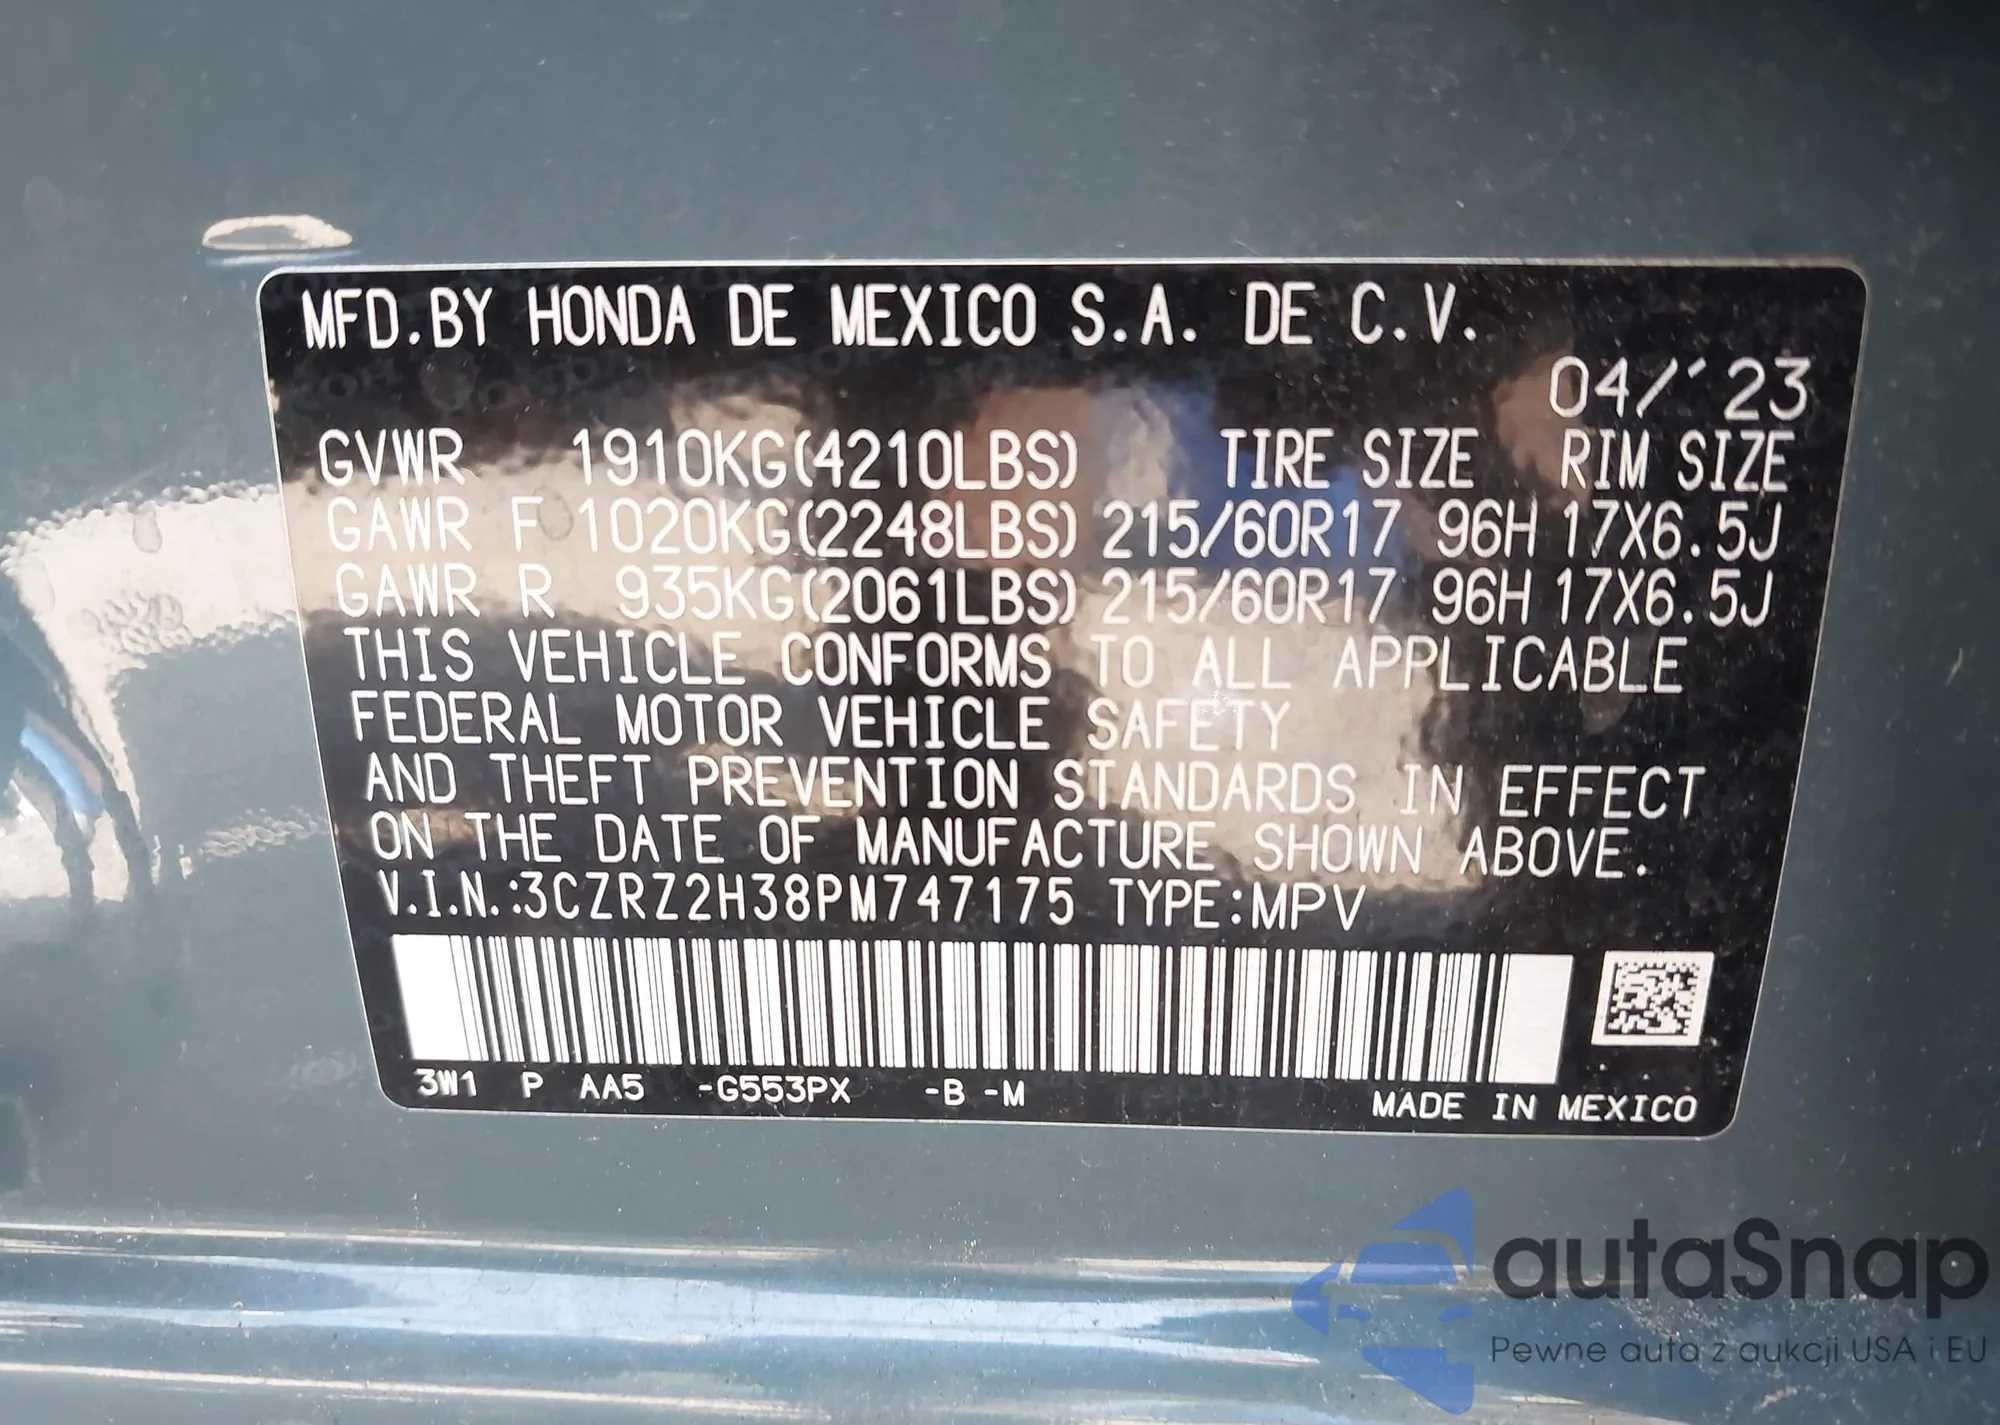 MFD.BY HONDA DE MEXICO S.A. DE C.V.
04/'23
GVWR 1910KG(4210LBS) TIRE SIZE RIM SIZE
GAWR F 1020KG(2248LBS) 215/60R17 96H 17X6.5J
GAWR R 935KG(2061LBS) 215/60R17 96H 17X6.5J
THIS VEHICLE CONFORMS TO ALL APPLICABLE
FEDERAL MOTOR VEHICLE SAFETY
AND THEFT PREVENTION STANDARDS IN EFFECT
ON THE DATE OF MANUFACTURE SHOWN ABOVE.
V.I.N.:3CZRZ2H38PM747175 TYPE:MPV
3W1 P AA5 -G553PX -B -M
MADE IN MEXICO
autaSnap
Pewne auta z aukcji USA i EU